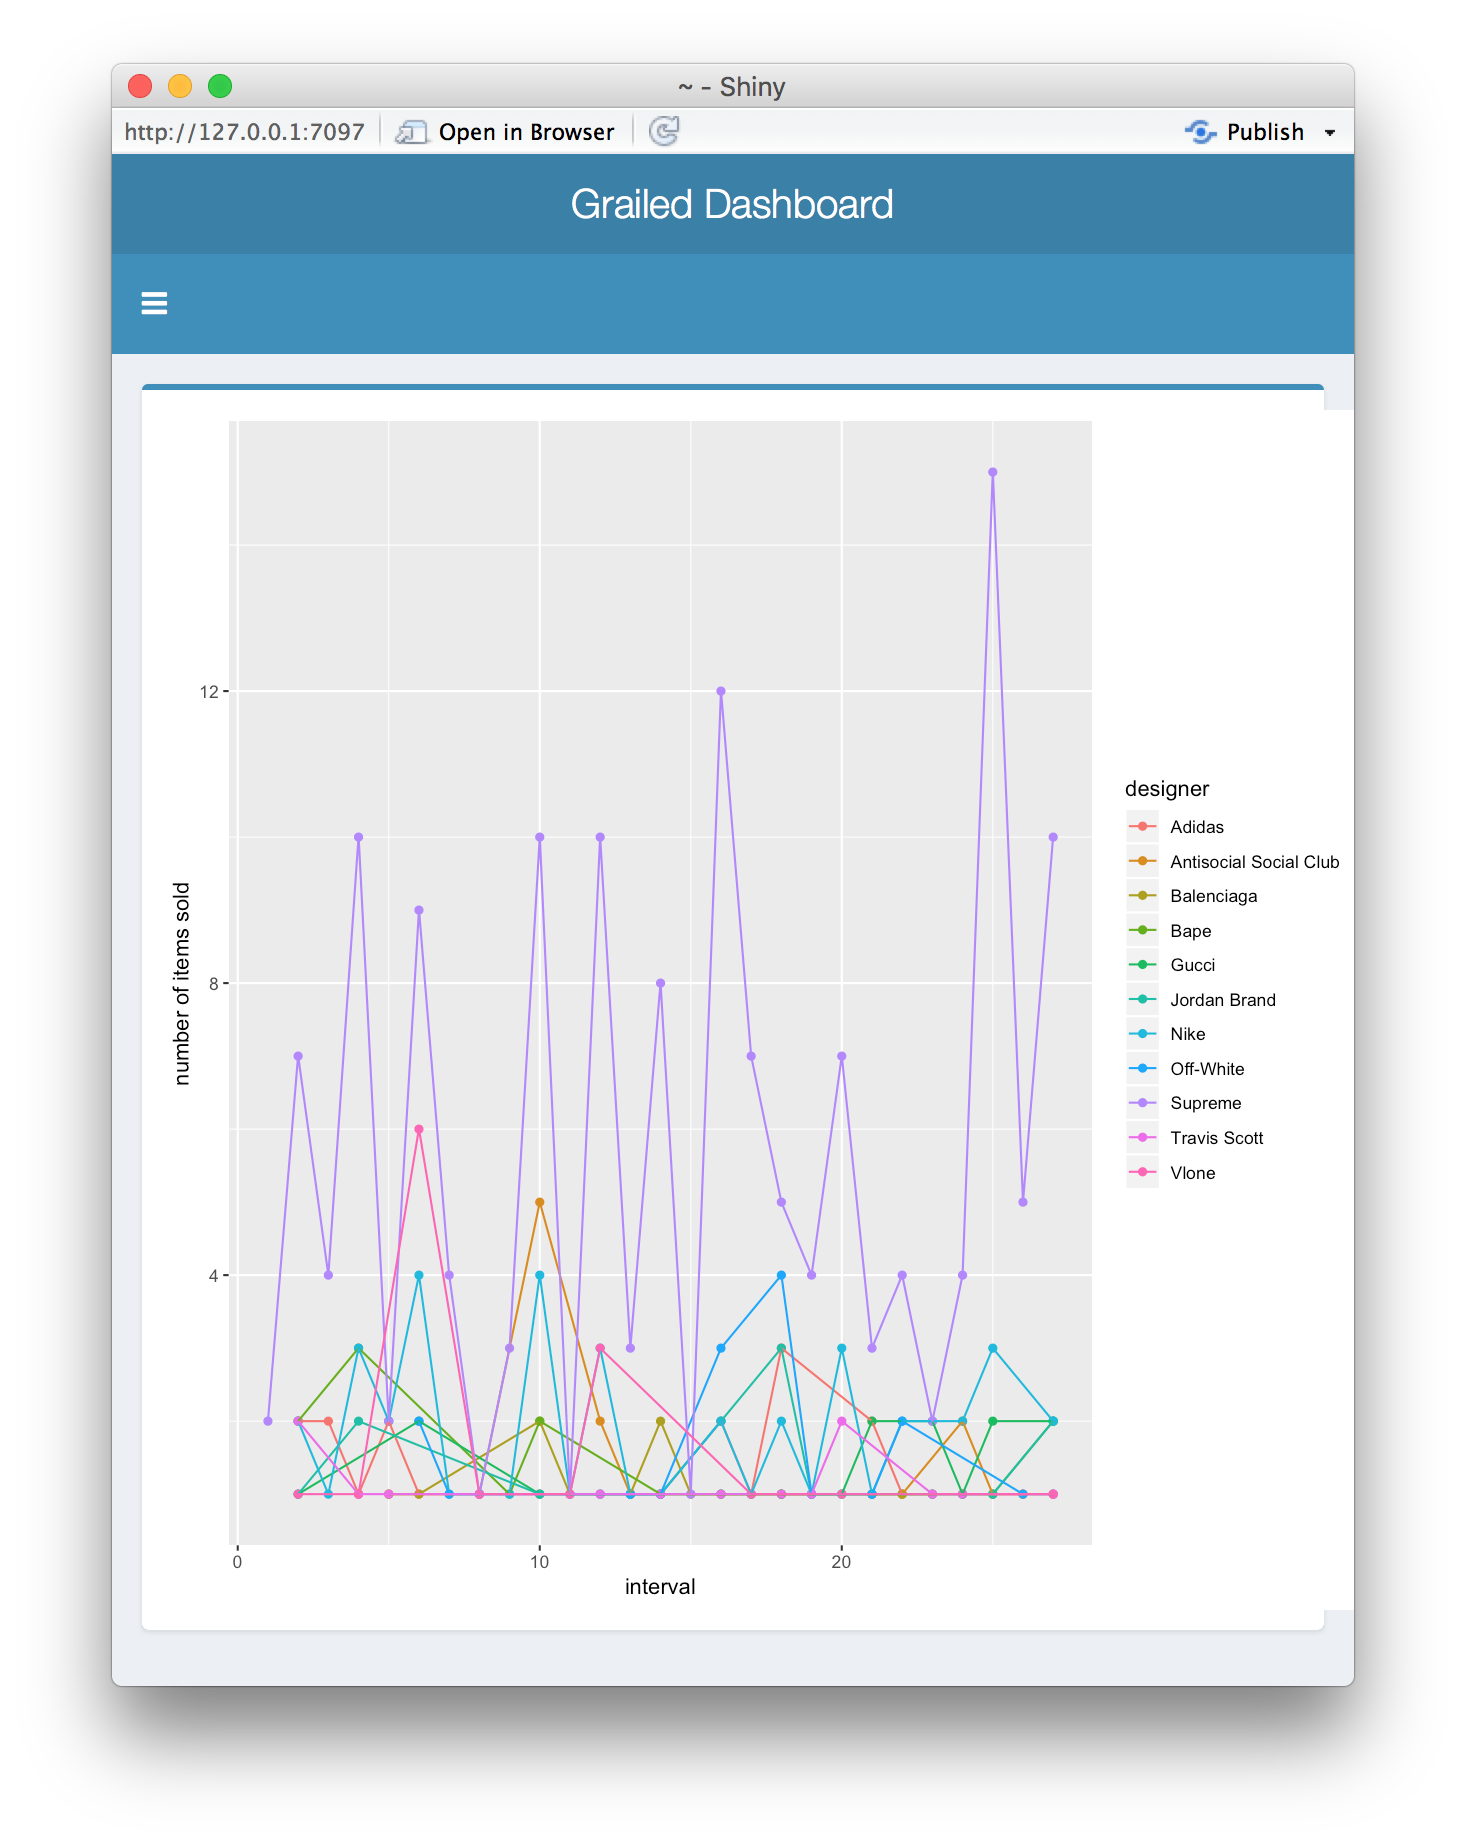 ~ - Shiny
http://127.0.0.1:7097
Open in Browser
Publish
Grailed Dashboard
12
8
4
number of items sold
0
10
20
interval
designer
Adidas
Antisocial Social Club
Balenciaga
Bape
Gucci
Jordan Brand
Nike
Off-White
Supreme
Travis Scott
Vlone